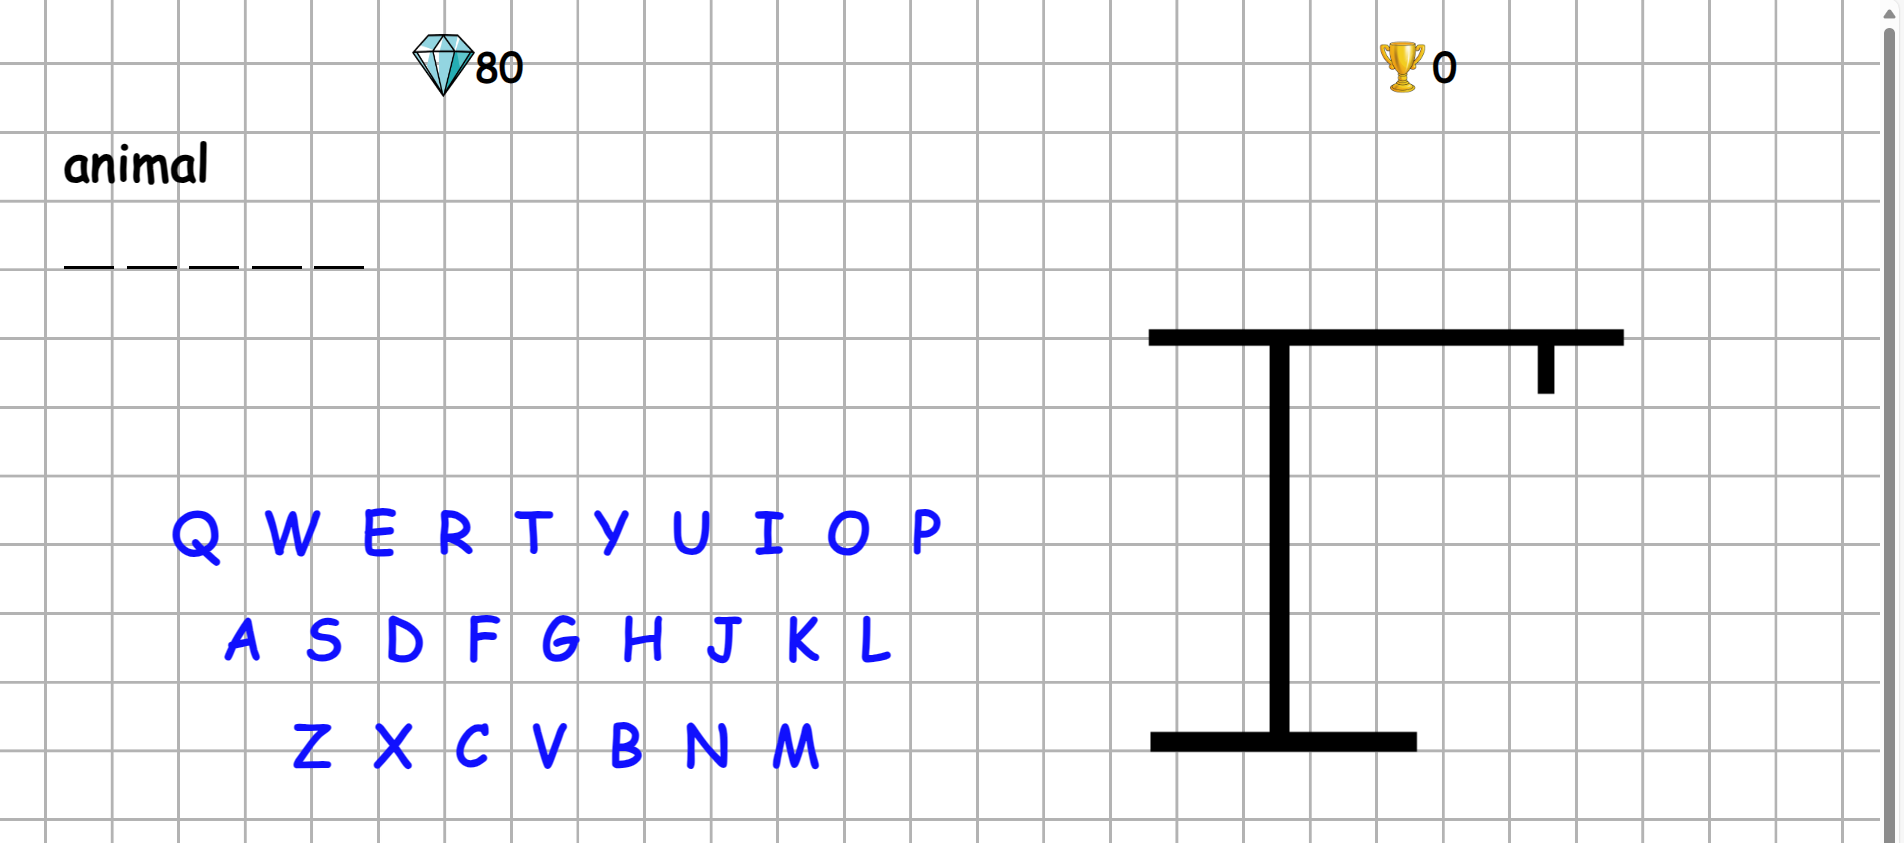 80 0
animal
Q W E R T Y U I O P
A S D F G H J K L
Z X C V B N M